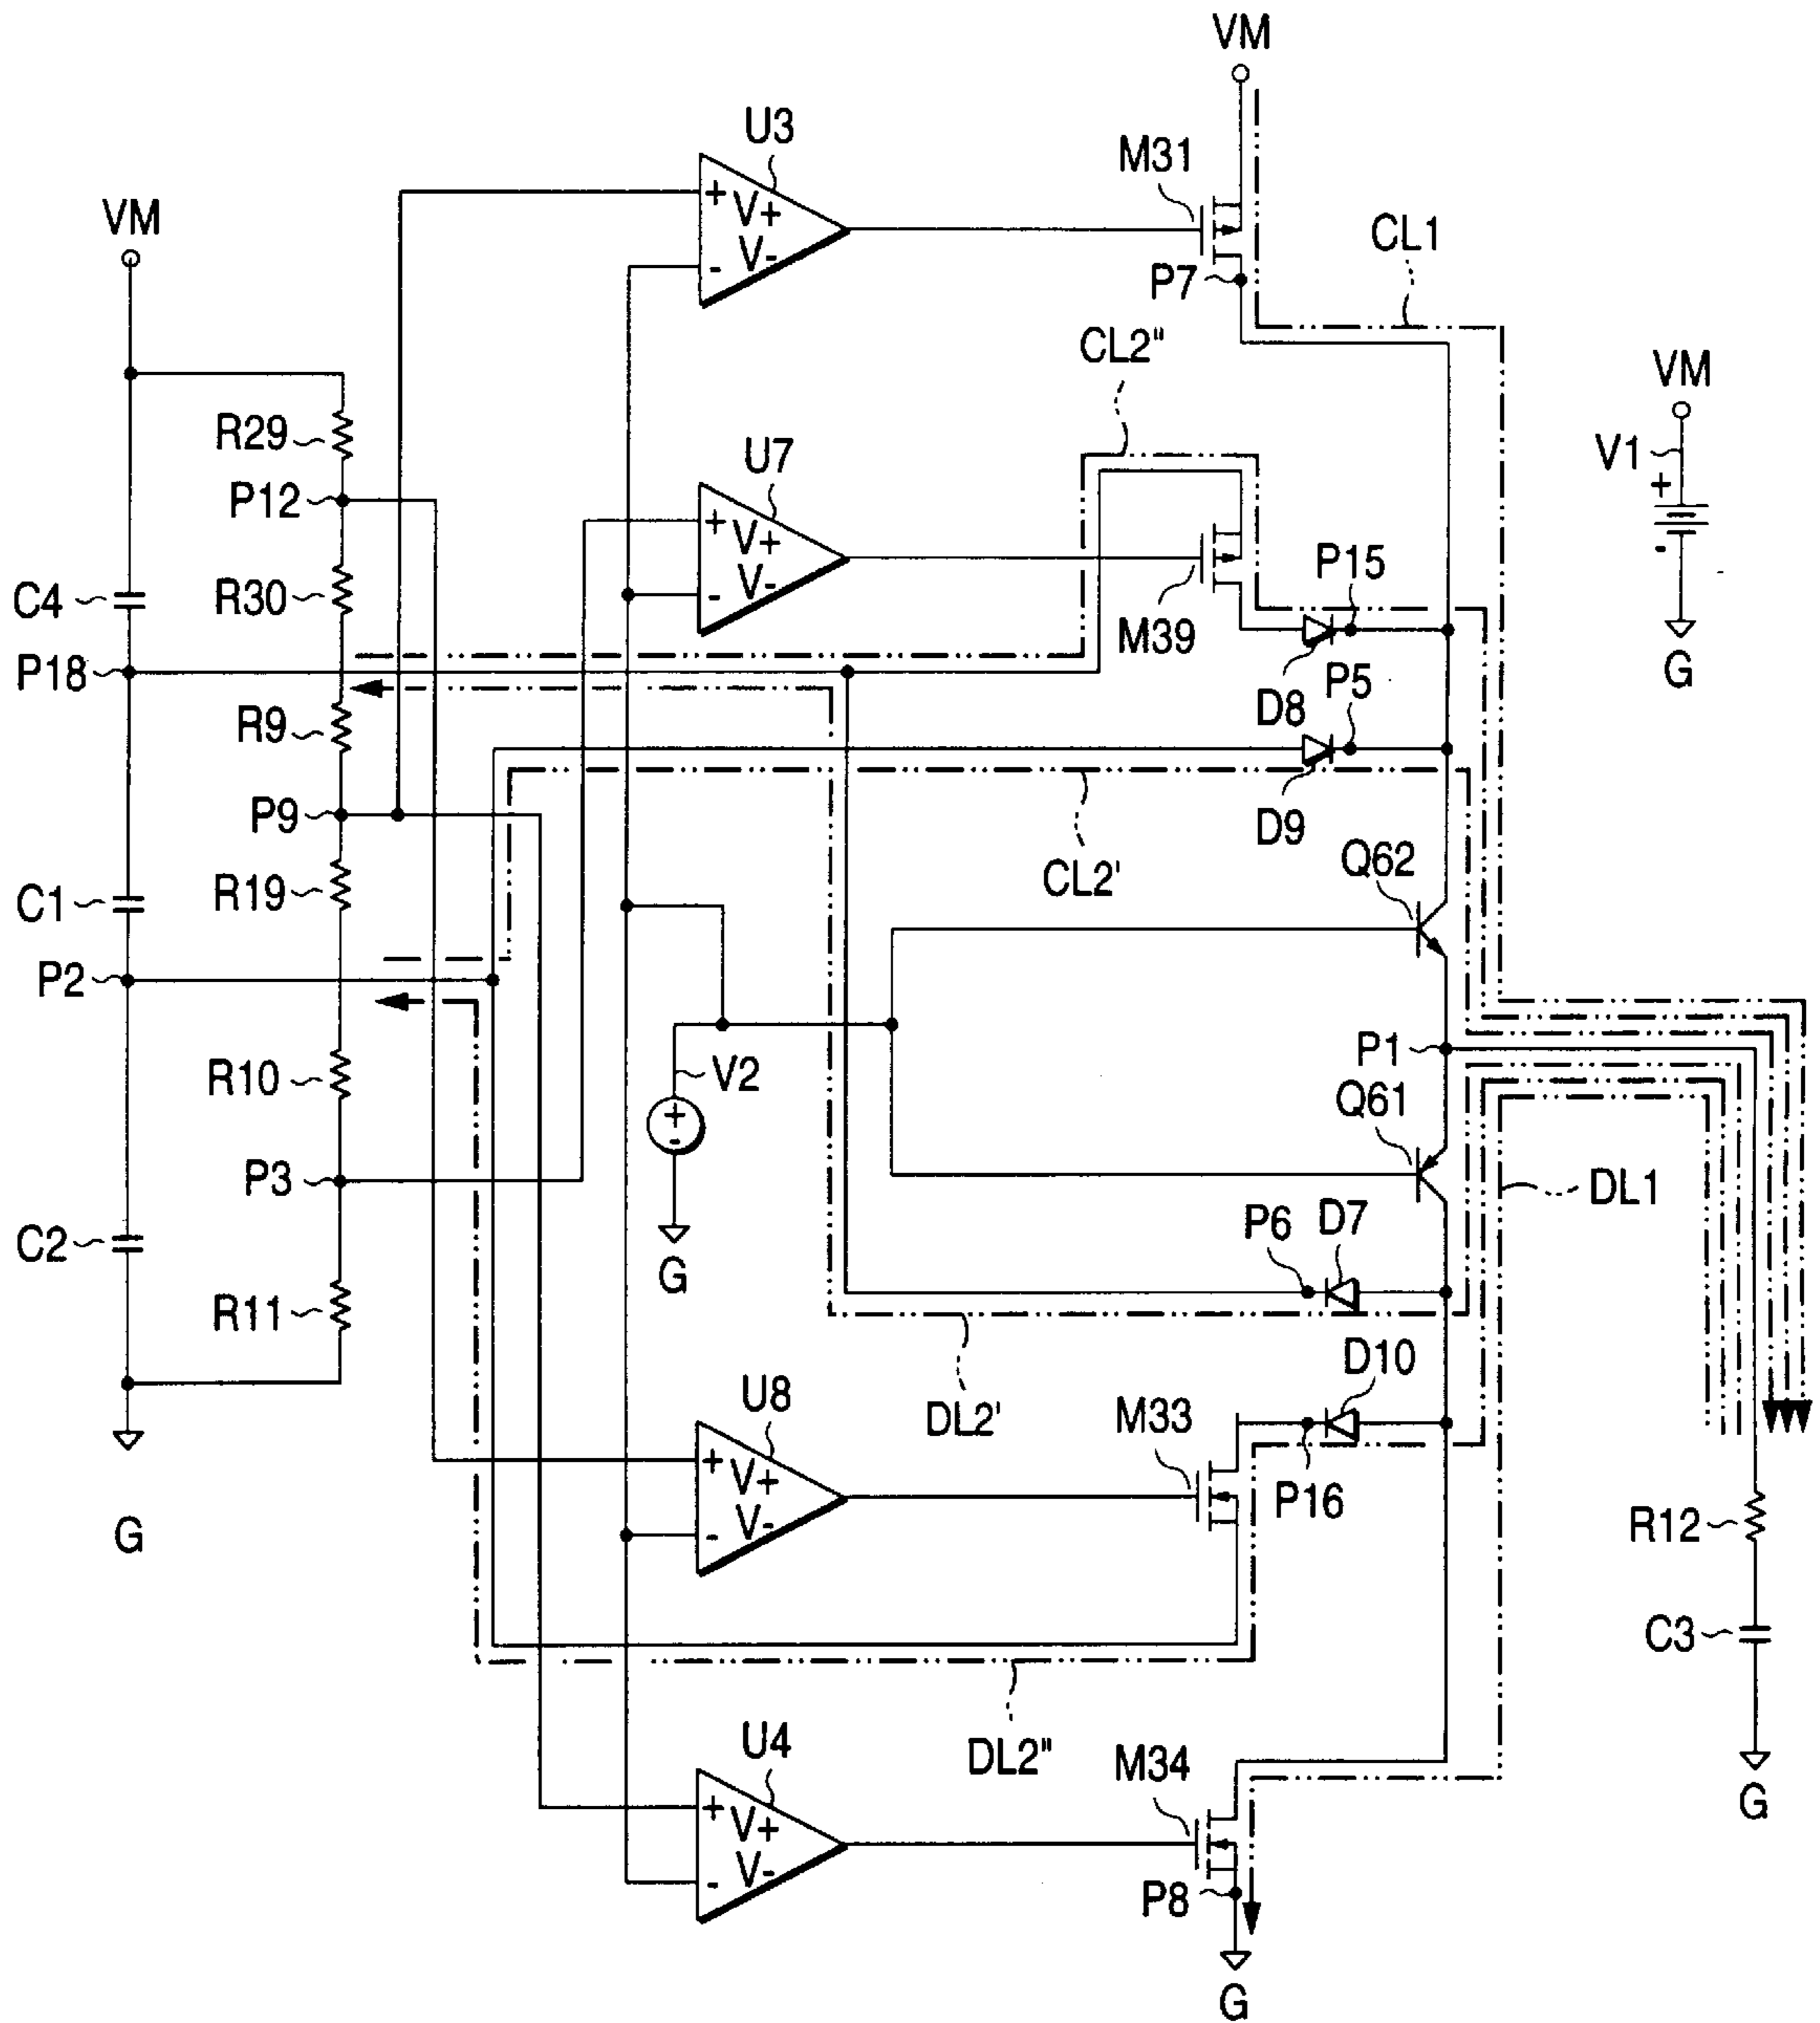 VM
U3
M31
VM
+
V+
V-
-
CL1
P7
CL2"
VM
R29
V1
+
-
G
U7
P12
+
V+
V-
-
P15
C4
R30
M39
P18
D8
P5
R9
D9
P9
CL2'
Q62
C1
R19
P2
P1
V2
+
-
R10
Q61
P3
DL1
P6
D7
C2
G
R11
D10
U8
DL2'
M33
+
V+
V-
-
P16
G
R12
C3
U4
DL2"
M34
+
V+
V-
-
G
P8
G